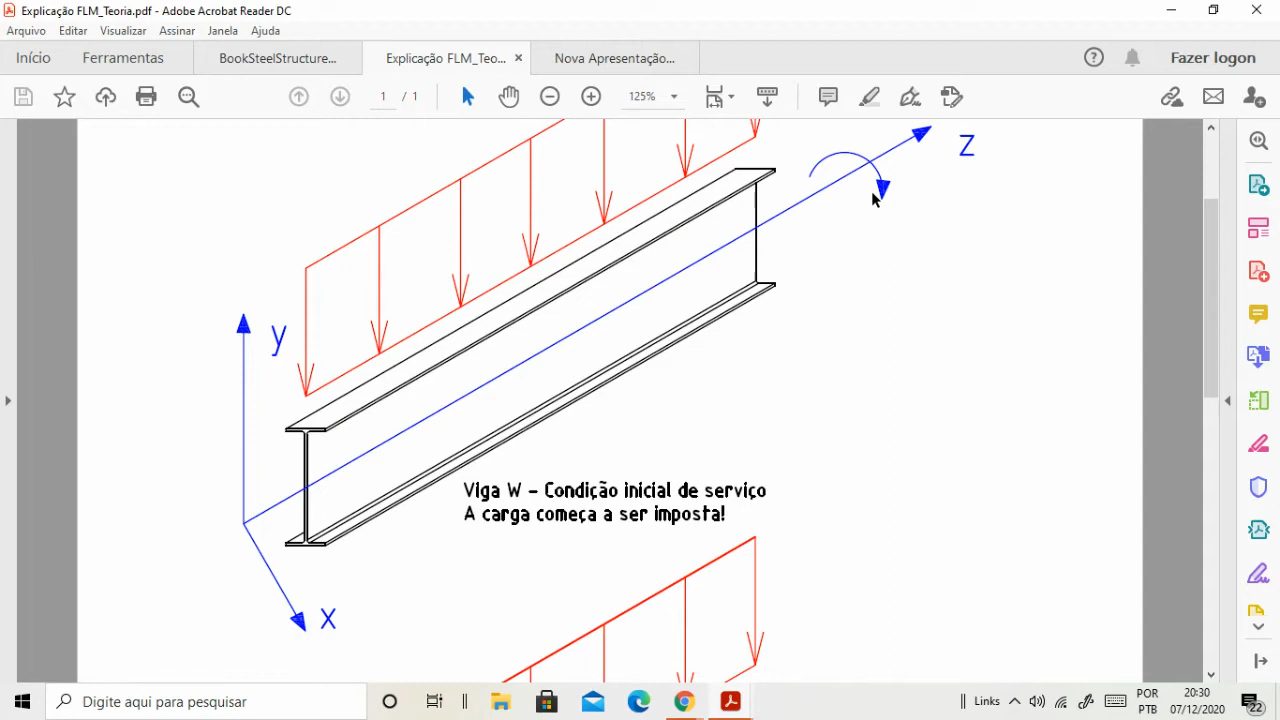 Explicação FLM_Teoria.pdf - Adobe Acrobat Reader DC
Arquivo Editar Visualizar Assinar Janela Ajuda
Início Ferramentas BookSteelStructure... Explicação FLM_Teo... × Nova Apresentação... Fazer logon
1 / 1 125%
Z
y
Viga W - Condição inicial de serviço
A carga começa a ser imposta!
x
Digite aqui para pesquisar
Links
POR
PTB
20:30
07/12/2020
22